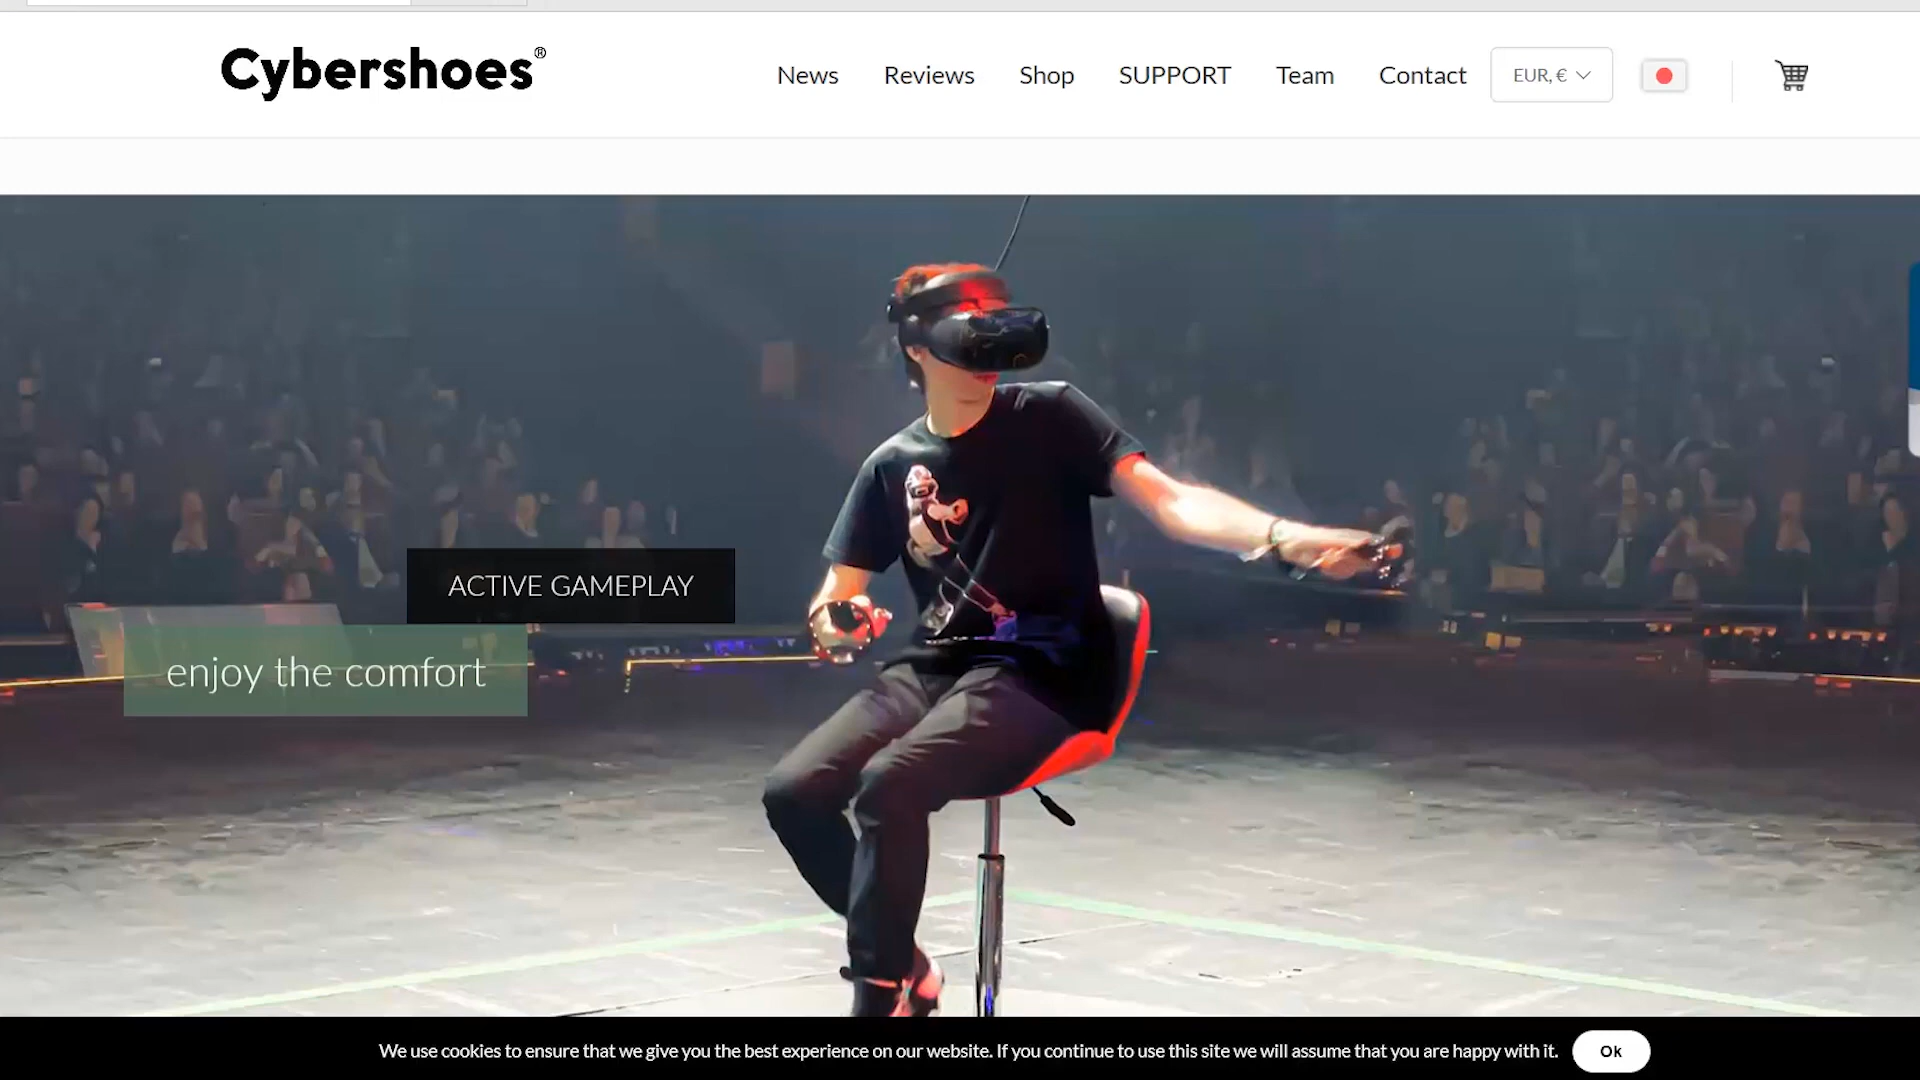 Cybershoes®
News
Reviews
Shop
SUPPORT
Team
Contact
EUR, €
ACTIVE GAMEPLAY
enjoy the comfort
We use cookies to ensure that we give you the best experience on our website. If you continue to use this site we will assume that you are happy with it.
Ok